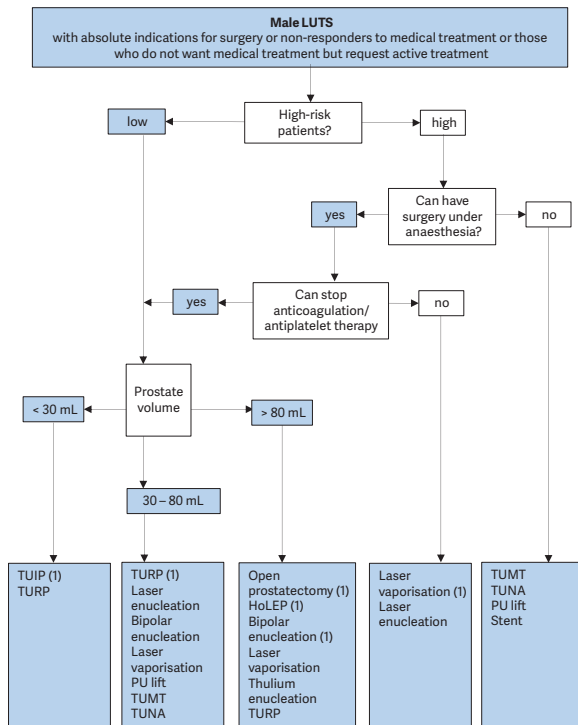 Male LUTS
with absolute indications for surgery or non-responders to medical treatment or those
who do not want medical treatment but request active treatment
High-risk
patients?
low
high
Can have
surgery under
anaesthesia?
yes
no
Can stop
anticoagulation/
antiplatelet therapy
yes
no
Prostate
volume
< 30 mL
> 80 mL
30 – 80 mL
TUIP (1)
TURP
TURP (1)
Laser
enucleation
Bipolar
enucleation
Laser
vaporisation
PU lift
TUMT
TUNA
Open
prostatectomy (1)
HoLEP (1)
Bipolar
enucleation (1)
Laser
vaporisation
Thulium
enucleation
TURP
Laser
vaporisation (1)
Laser
enucleation
TUMT
TUNA
PU lift
Stent